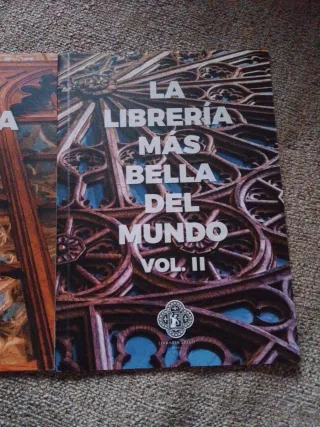 A
LA
LIBRERÍA
MÁS
BELLA
DEL
MUNDO
VOL. II